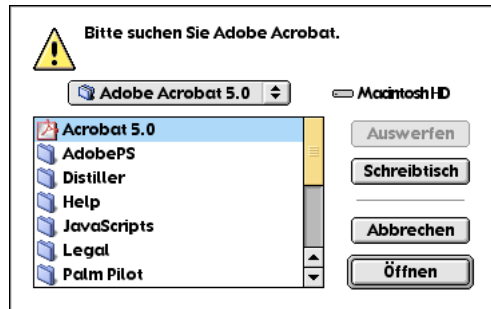 Bitte suchen Sie Adobe Acrobat.
Adobe Acrobat 5.0
Macintosh HD
Acrobat 5.0
AdobePS
Distiller
Help
JavaScripts
Legal
Palm Pilot
Auswerfen
Schreibtisch
Abbrechen
Öffnen